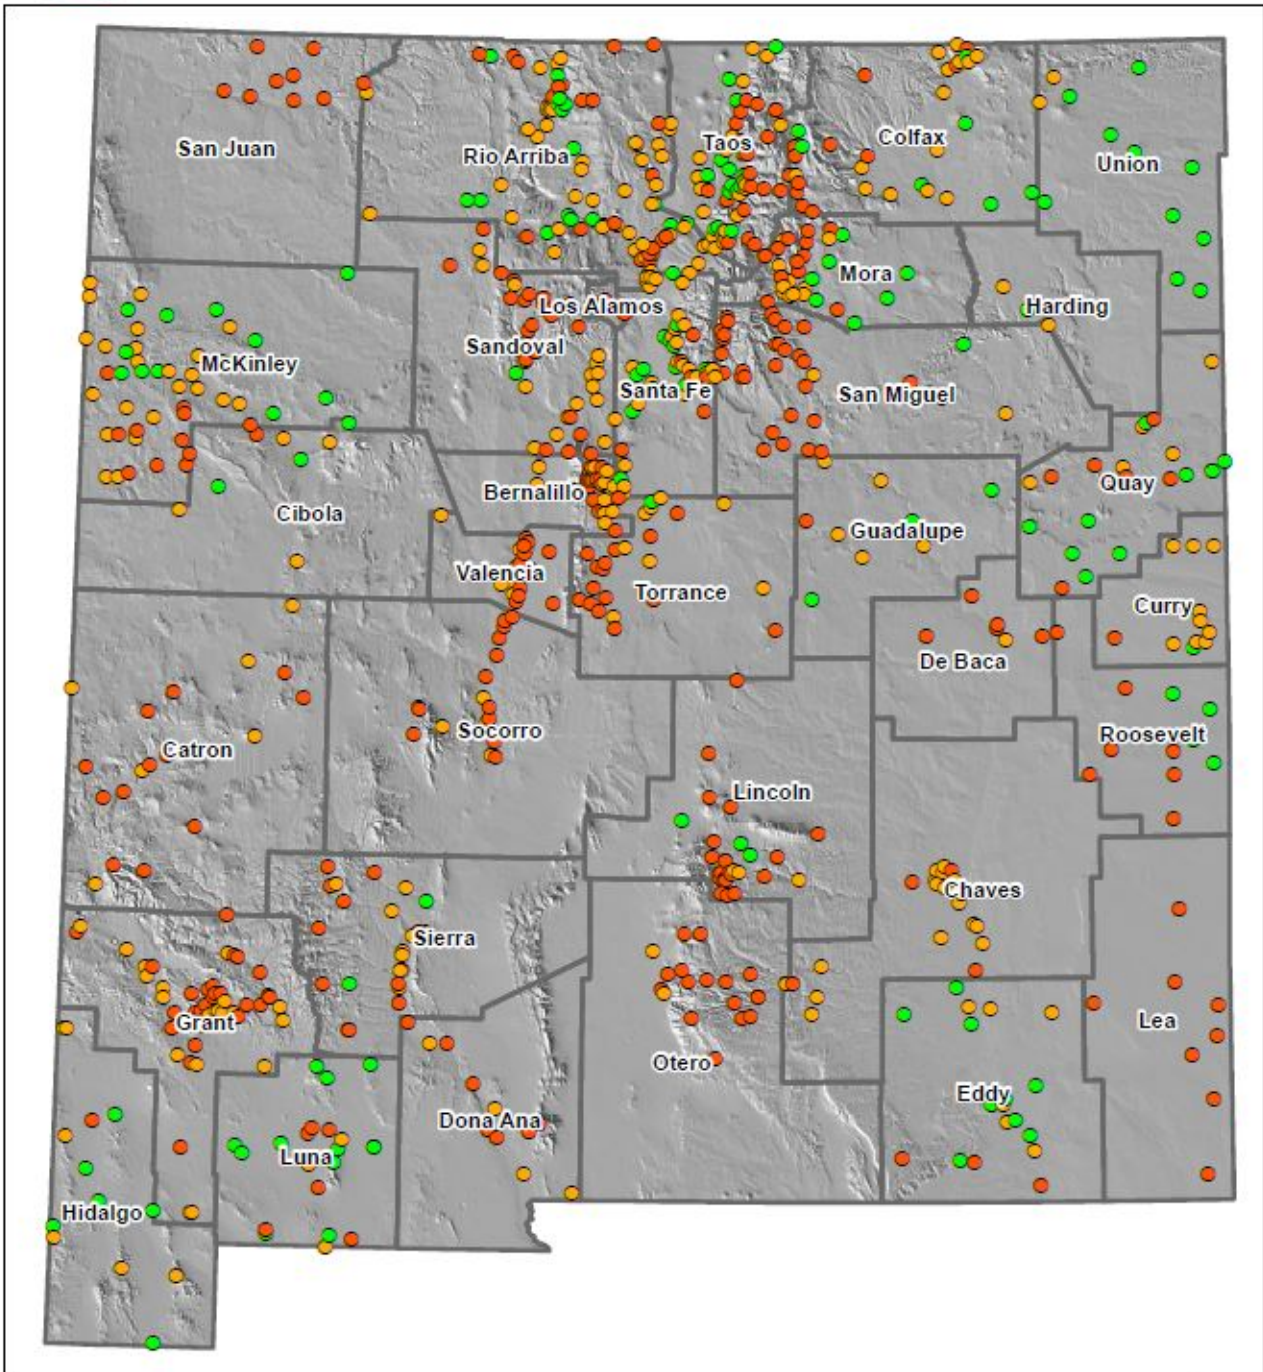 San Juan
Rio Arriba
Taos
Colfax
Union
Mora
Harding
Los Alamos
Sandoval
McKinley
Santa Fe
San Miguel
Quay
Bernalillo
Cibola
Guadalupe
Valencia
Torrance
Curry
De Baca
Socorro
Roosevelt
Catron
Lincoln
Chaves
Sierra
Grant
Lea
Otero
Eddy
Dona Ana
Luna
Hidalgo